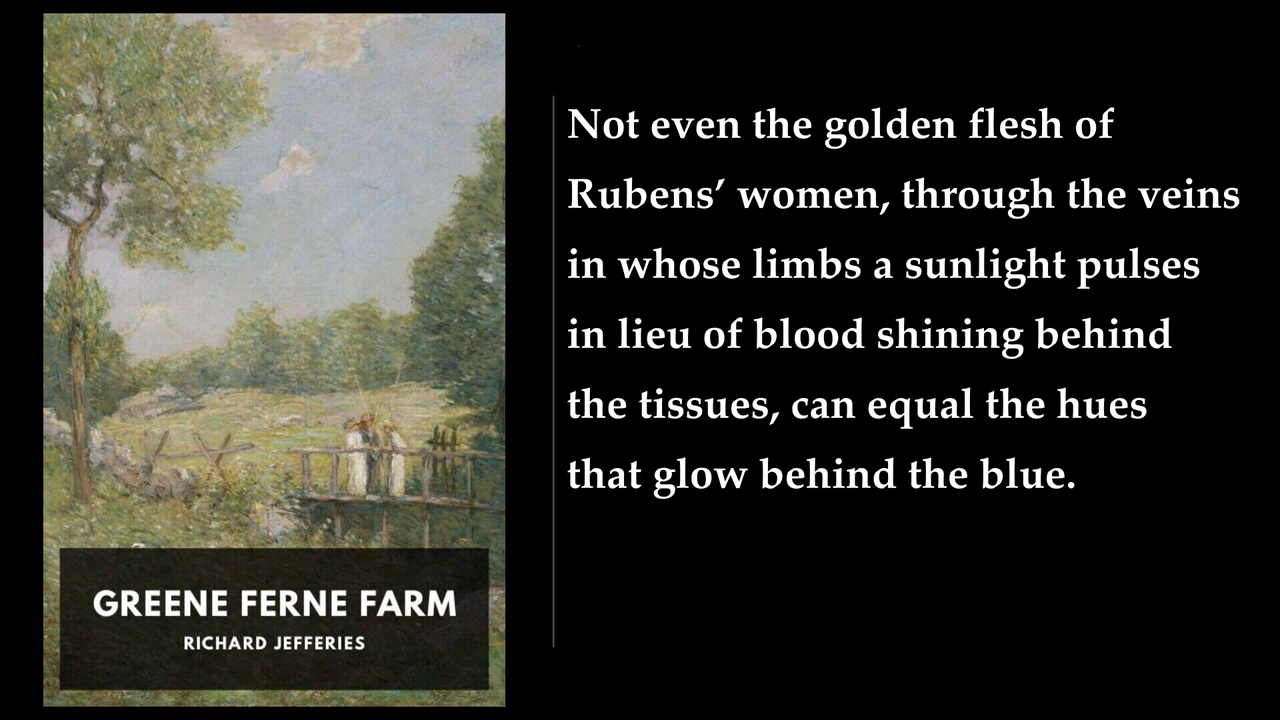 Not even the golden flesh of
Rubens’ women, through the veins
in whose limbs a sunlight pulses
in lieu of blood shining behind
the tissues, can equal the hues
that glow behind the blue.
GREENE FERNE FARM
RICHARD JEFFERIES